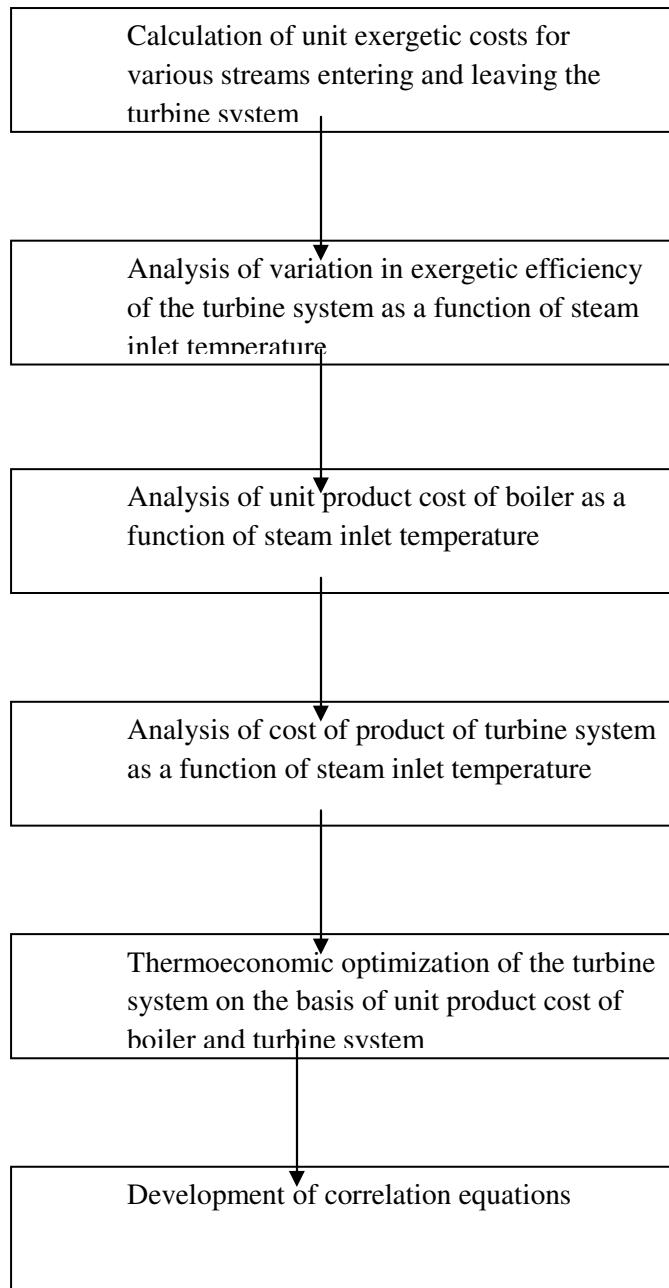 Calculation of unit exergetic costs for
various streams entering and leaving the
turbine system
Analysis of variation in exergetic efficiency
of the turbine system as a function of steam
inlet temperature
Analysis of unit product cost of boiler as a
function of steam inlet temperature
Analysis of cost of product of turbine system
as a function of steam inlet temperature
Thermoeconomic optimization of the turbine
system on the basis of unit product cost of
boiler and turbine system
Development of correlation equations